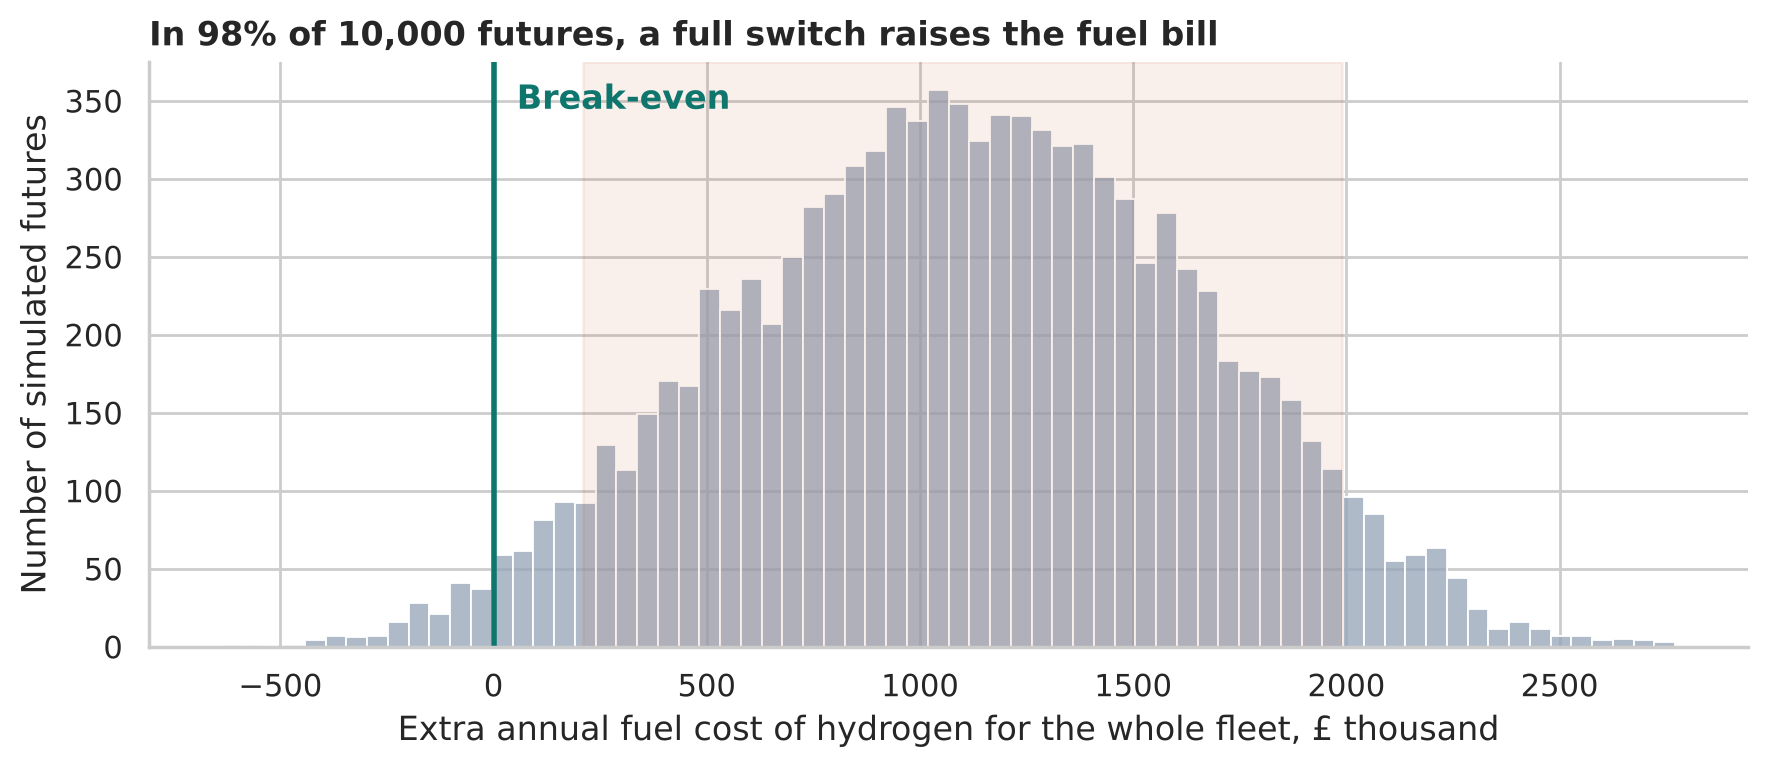 In 98% of 10,000 futures, a full switch raises the fuel bill
Break-even
Number of simulated futures
350
300
250
200
150
100
50
0
−500 0 500 1000 1500 2000 2500
Extra annual fuel cost of hydrogen for the whole fleet, £ thousand